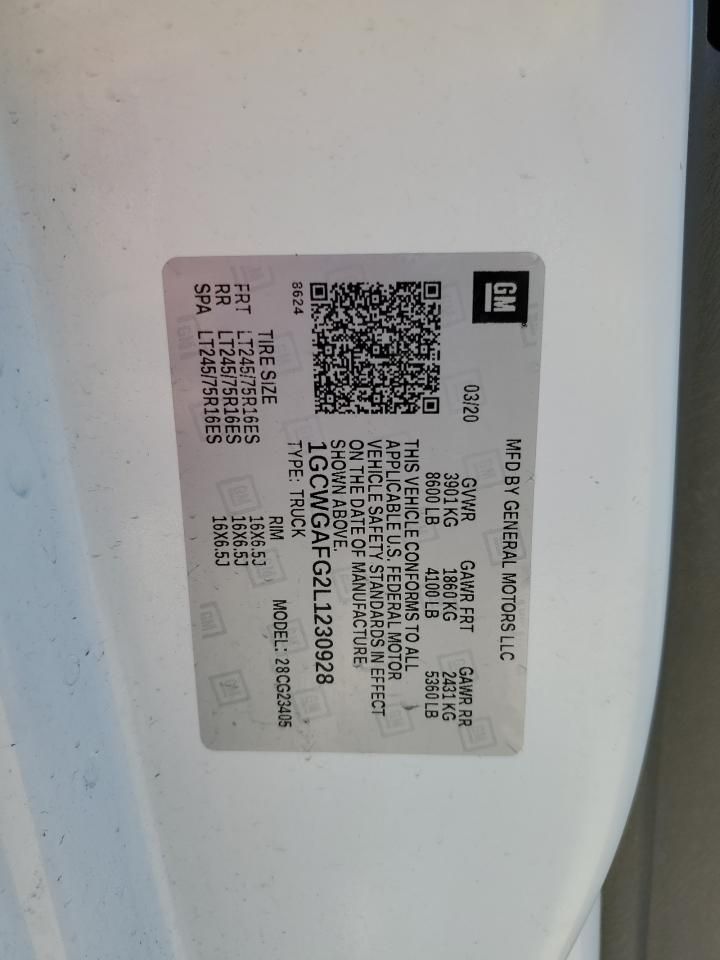 GM
MFD BY GENERAL MOTORS LLC
03/20
GVWR GAWR FRT GAWR RR
3901 KG 1860 KG 2431 KG
8600 LB 4100 LB 5360 LB
THIS VEHICLE CONFORMS TO ALL
APPLICABLE U.S. FEDERAL MOTOR
VEHICLE SAFETY STANDARDS IN EFFECT
ON THE DATE OF MANUFACTURE
SHOWN ABOVE.
1GCWGAFG2L1230928
8624
TYPE: TRUCK MODEL: 28CG23405
TIRE SIZE RIM
FRT LT245/75R16ES 16X6.5J
RR LT245/75R16ES 16X6.5J
SPA LT245/75R16ES 16X6.5J